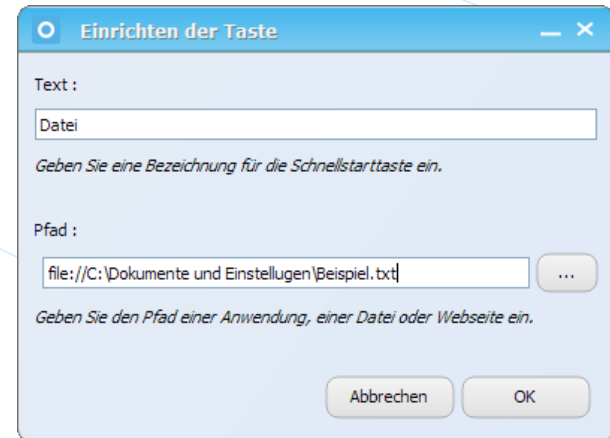 Einrichten der Taste
Text :
Datei
Geben Sie eine Bezeichnung für die Schnellstarttaste ein.
Pfad :
file://C:\Dokumente und Einstellugen\Beispiel.txt
...
Geben Sie den Pfad einer Anwendung, einer Datei oder Webseite ein.
Abbrechen OK